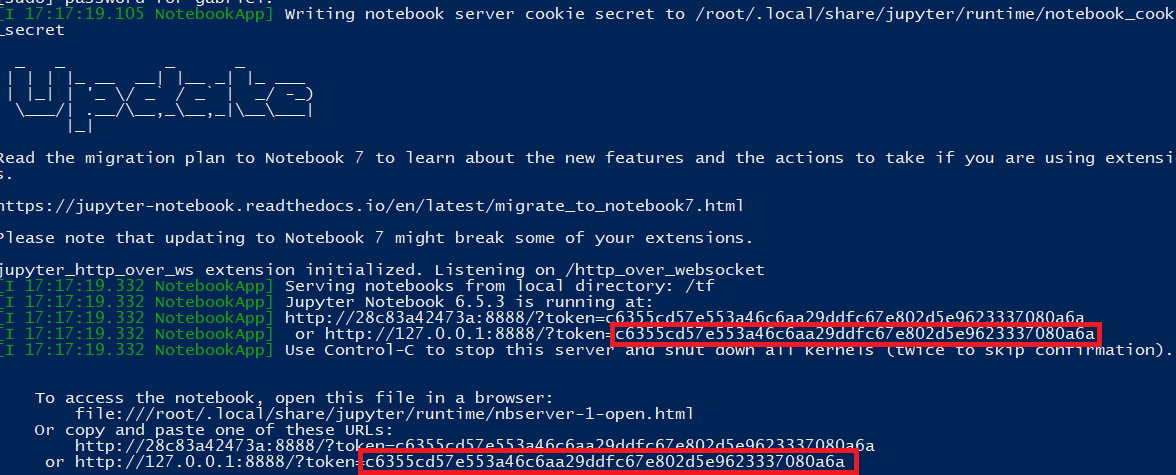 [sudo] password for gabriel:
[I 17:17:19.105 NotebookApp] Writing notebook server cookie secret to /root/.local/share/jupyter/runtime/notebook_cook
_secret
Update
Read the migration plan to Notebook 7 to learn about the new features and the actions to take if you are using extensi
s.
https://jupyter-notebook.readthedocs.io/en/latest/migrate_to_notebook7.html
Please note that updating to Notebook 7 might break some of your extensions.
jupyter_http_over_ws extension initialized. Listening on /http_over_websocket
[I 17:17:19.332 NotebookApp] Serving notebooks from local directory: /tf
[I 17:17:19.332 NotebookApp] Jupyter Notebook 6.5.3 is running at:
[I 17:17:19.332 NotebookApp] http://28c83a42473a:8888/?token=c6355cd57e553a46c6aa29ddfc67e802d5e9623337080a6a
[I 17:17:19.332 NotebookApp]  or http://127.0.0.1:8888/?token=c6355cd57e553a46c6aa29ddfc67e802d5e9623337080a6a
[I 17:17:19.332 NotebookApp] Use Control-C to stop this server and shut down all kernels (twice to skip confirmation).
To access the notebook, open this file in a browser:
file:///root/.local/share/jupyter/runtime/nbserver-1-open.html
Or copy and paste one of these URLs:
http://28c83a42473a:8888/?token=c6355cd57e553a46c6aa29ddfc67e802d5e9623337080a6a
or http://127.0.0.1:8888/?token=c6355cd57e553a46c6aa29ddfc67e802d5e9623337080a6a